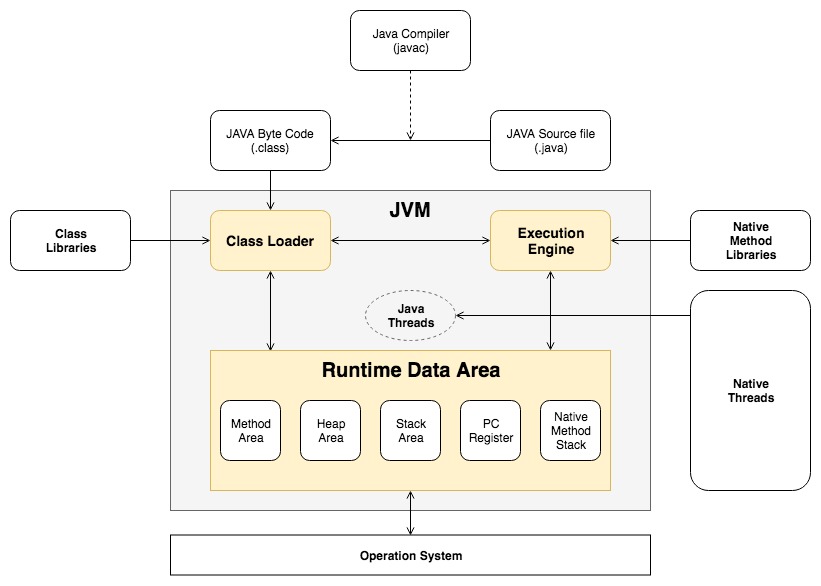 Java Compiler
(javac)
JAVA Byte Code
(.class)
JAVA Source file
(.java)
JVM
Class
Libraries
Class Loader
Execution
Engine
Native
Method
Libraries
Java
Threads
Native
Threads
Runtime Data Area
Method
Area
Heap
Area
Stack
Area
PC
Register
Native
Method
Stack
Operation System